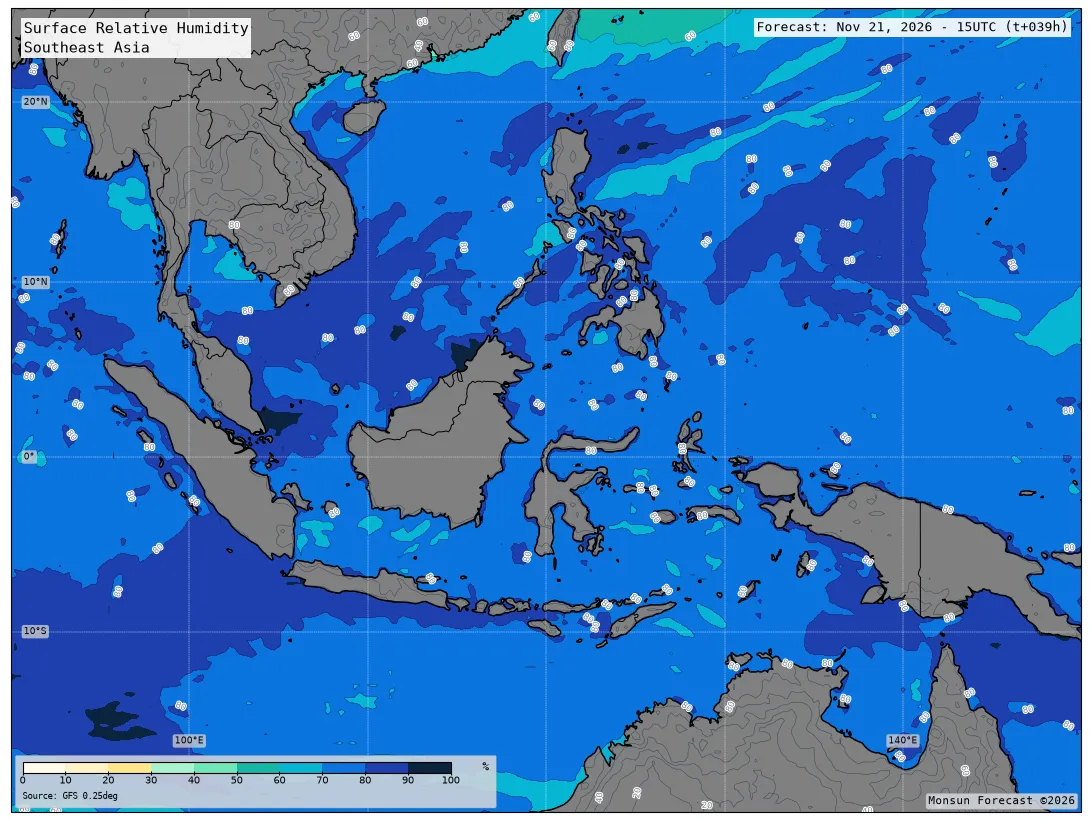 Surface Relative Humidity
Southeast Asia
Forecast: Nov 21, 2026 - 15UTC (t+039h)
20°N
10°N
0°
10°S
100°E
140°E
%
0 10 20 30 40 50 60 70 80 90 100
Source: GFS 0.25deg
Monsun Forecast ©2026